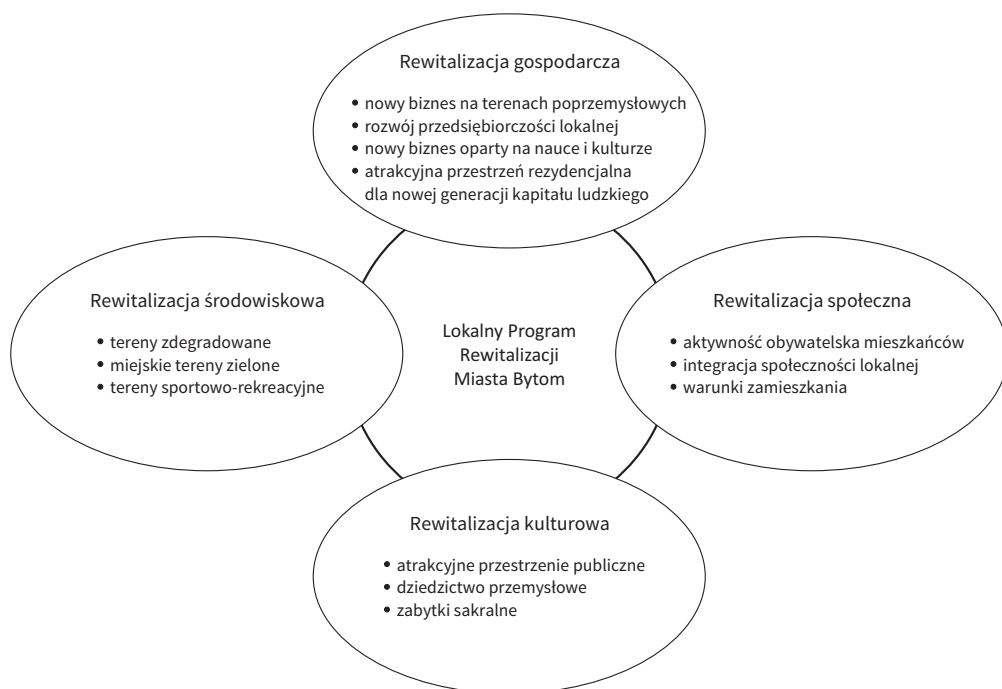 Rewitalizacja gospodarcza
• nowy biznes na terenach poprzemysłowych
• rozwój przedsiębiorczości lokalnej
• nowy biznes oparty na nauce i kulturze
• atrakcyjna przestrzeń rezydencjalna
dla nowej generacji kapitału ludzkiego
Rewitalizacja środowiskowa
• tereny zdegradowane
• miejskie tereny zielone
• tereny sportowo-rekreacyjne
Lokalny Program
Rewitalizacji
Miasta Bytom
Rewitalizacja społeczna
• aktywność obywatelska mieszkańców
• integracja społeczności lokalnej
• warunki zamieszkania
Rewitalizacja kulturowa
• atrakcyjne przestrzenie publiczne
• dziedzictwo przemysłowe
• zabytki sakralne